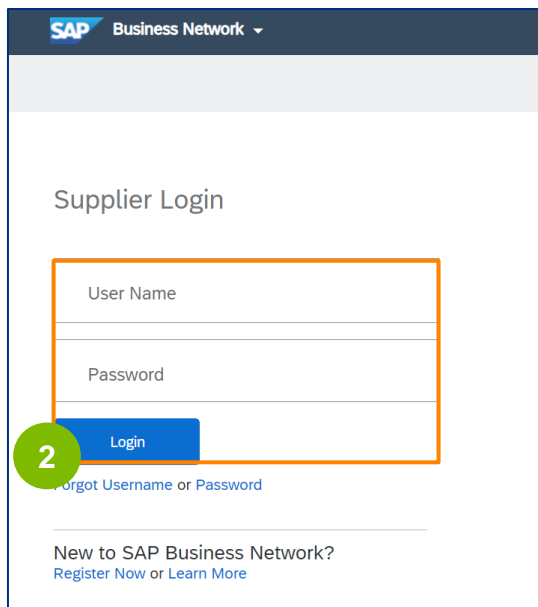 SAP Business Network
Supplier Login
User Name
Password
Login
2
Forgot Username or Password
New to SAP Business Network?
Register Now or Learn More